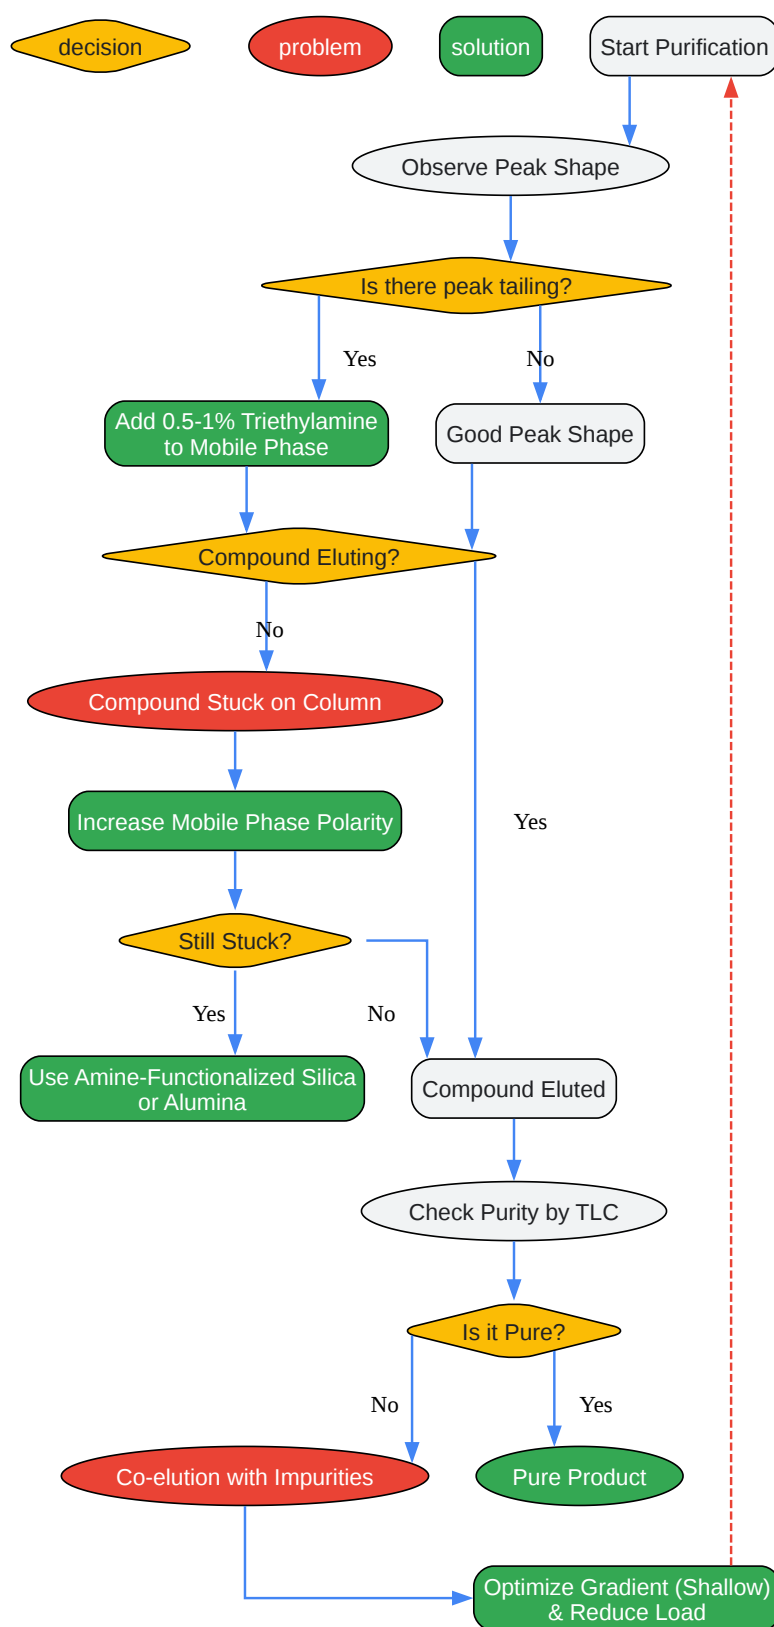 decision
problem
solution
Start Purification
Observe Peak Shape
Is there peak tailing?
Yes
No
Add 0.5-1% Triethylamine
to Mobile Phase
Good Peak Shape
Compound Eluting?
No
Compound Stuck on Column
Increase Mobile Phase Polarity
Yes
Still Stuck?
Yes
No
Use Amine-Functionalized Silica
or Alumina
Compound Eluted
Check Purity by TLC
Is it Pure?
No
Yes
Co-elution with Impurities
Pure Product
Optimize Gradient (Shallow)
& Reduce Load